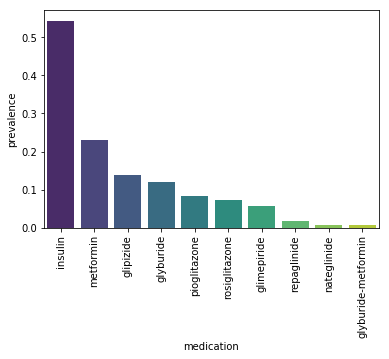 prevalence
0.5
0.4
0.3
0.2
0.1
0.0
insulin
metformin
glipizide
glyburide
pioglitazone
rosiglitazone
glimepiride
repaglinide
nateglinide
glyburide-metformin
medication